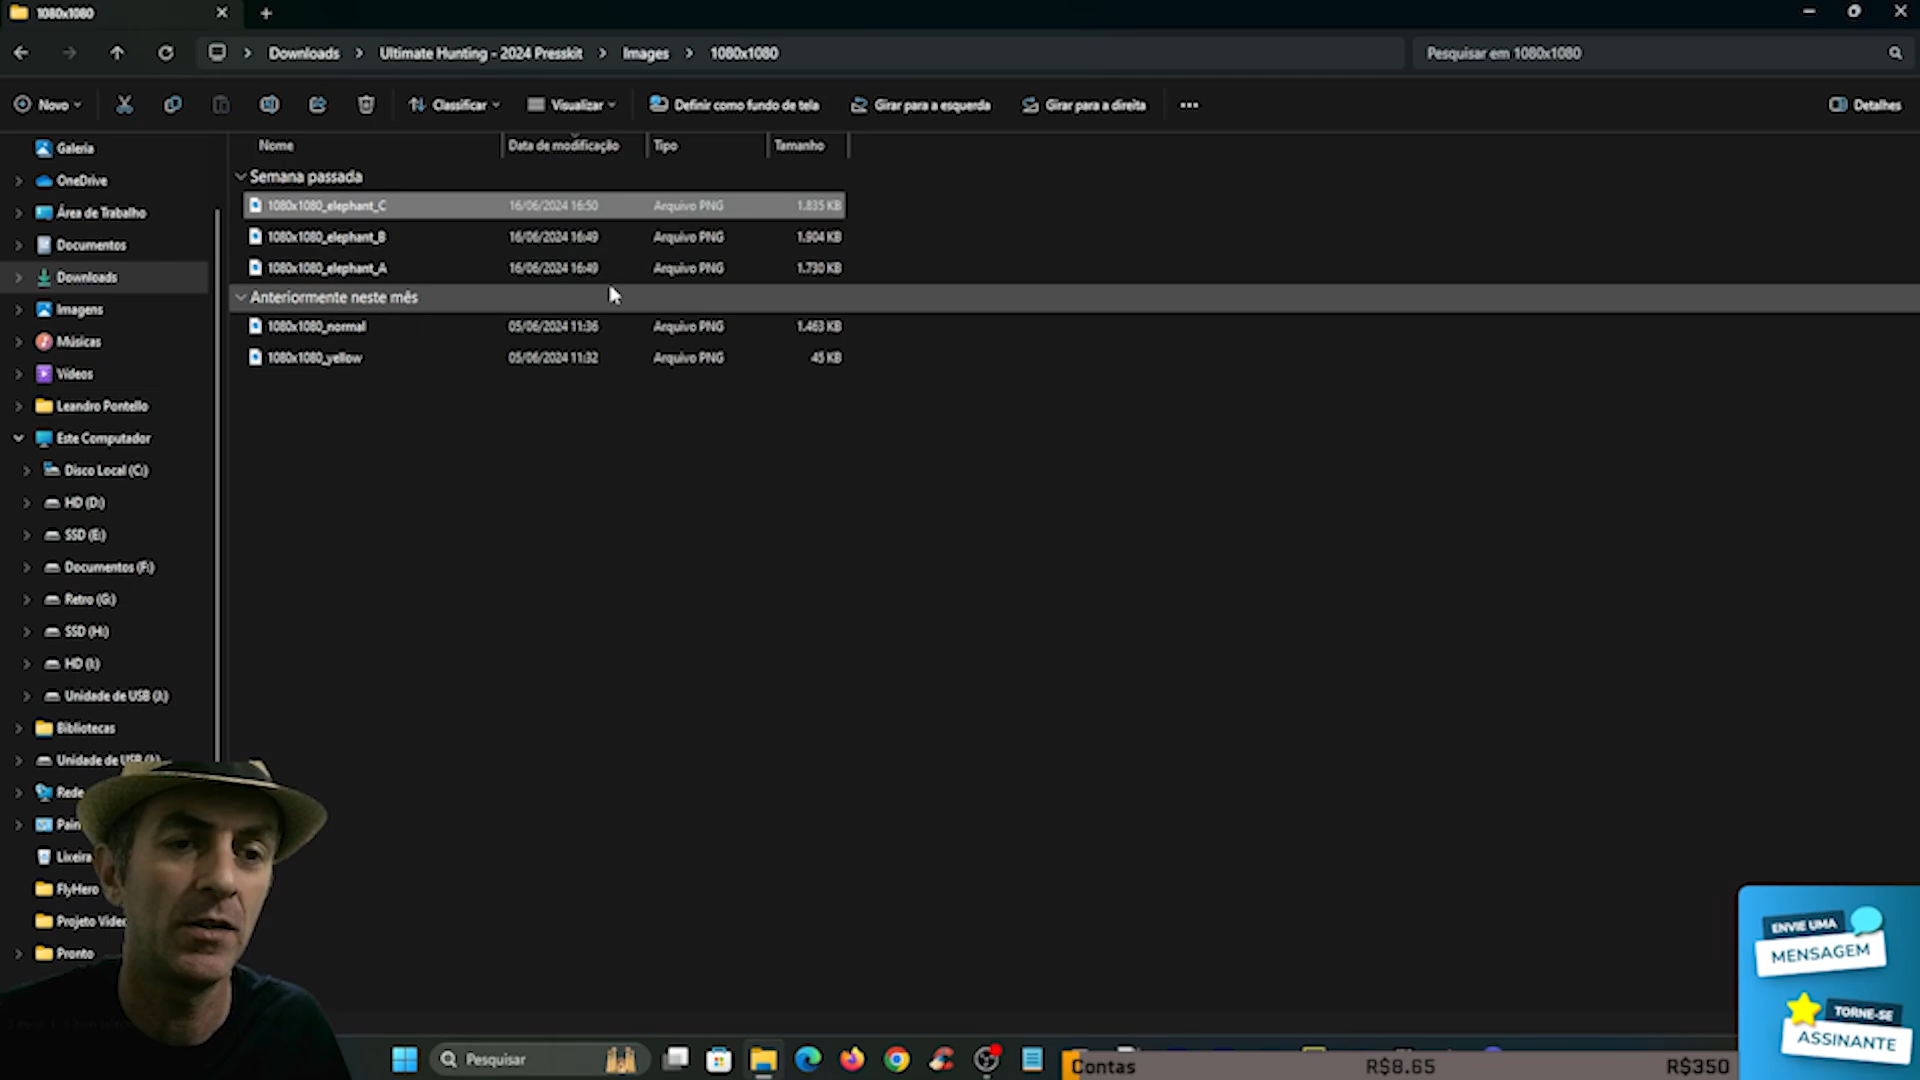 1080x1080
Downloads > Ultimate Hunting - 2024 Presskit > Images > 1080x1080
Pesquisar em 1080x1080
Novo
Classificar
Visualizar
Definir como fundo de tela
Girar para a esquerda
Girar para a direita
Detalhes
Nome Data de modificação Tipo Tamanho
Semana passada
1080x1080_elephant_C 16/06/2024 16:50 Arquivo PNG 1.835 KB
1080x1080_elephant_B 16/06/2024 16:49 Arquivo PNG 1.904 KB
1080x1080_elephant_A 16/06/2024 16:49 Arquivo PNG 1.730 KB
Anteriormente neste mês
1080x1080_normal 05/06/2024 11:36 Arquivo PNG 1.463 KB
1080x1080_yellow 05/06/2024 11:32 Arquivo PNG 45 KB
Galeria
OneDrive
Área de Trabalho
Documentos
Downloads
Imagens
Músicas
Vídeos
Leandro Pontello
Este Computador
Disco Local (C:)
HD (D:)
SSD (E:)
Documentos (F:)
Retro (G:)
SSD (H:)
HD (I:)
Unidade de USB (J:)
Bibliotecas
Unidade de USB (J:)
Rede
Pain
Lixeira
FlyHero
Projeto Video
Pronto
ENVIE UMA
MENSAGEM
TORNE-SE
ASSINANTE
Pesquisar
Contas R$8.65 R$350